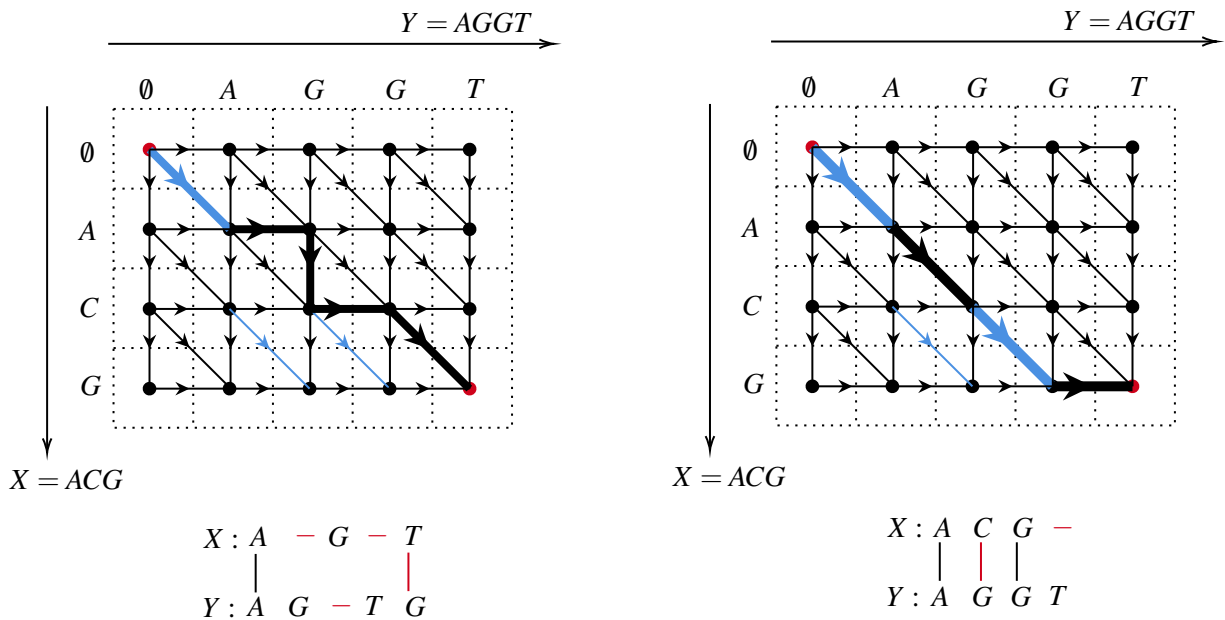 Y = AGGT
∅ A G G T
∅
A
C
G
X = ACG
X : A − G − T
Y : A G − T G
Y = AGGT
∅ A G G T
∅
A
C
G
X = ACG
X : A C G −
Y : A G G T